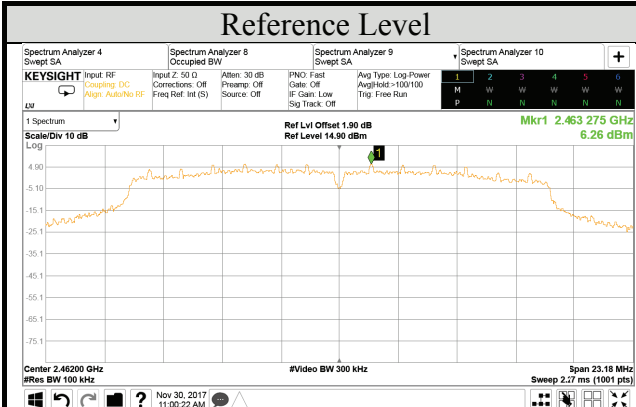 Reference Level
Spectrum Analyzer 4
Swept SA
Spectrum Analyzer 8
Occupied BW
Spectrum Analyzer 9
Swept SA
Spectrum Analyzer 10
Swept SA
+
KEYSIGHT
Input: RF
Coupling: DC
Align: Auto/No RF
Input Z: 50 Ω
Corrections: Off
Freq Ref: Int (S)
Atten: 30 dB
Preamp: Off
Source: Off
PNO: Fast
Gate: Off
IF Gain: Low
Sig Track: Off
Avg Type: Log-Power
Avg|Hold:>100/100
Trig: Free Run
1 2 3 4 5 6
M W W W W W
P N N N N N
1 Spectrum
Scale/Div 10 dB
Ref Lvl Offset 1.90 dB
Ref Level 14.90 dBm
Mkr1 2.463 275 GHz
6.26 dBm
Log
1
4.90
-5.10
-15.1
-25.1
-35.1
-45.1
-55.1
-65.1
-75.1
Center 2.46200 GHz
#Res BW 100 kHz
#Video BW 300 kHz
Span 23.18 MHz
Sweep 2.27 ms (1001 pts)
?
Nov 30, 2017
11:00:22 AM